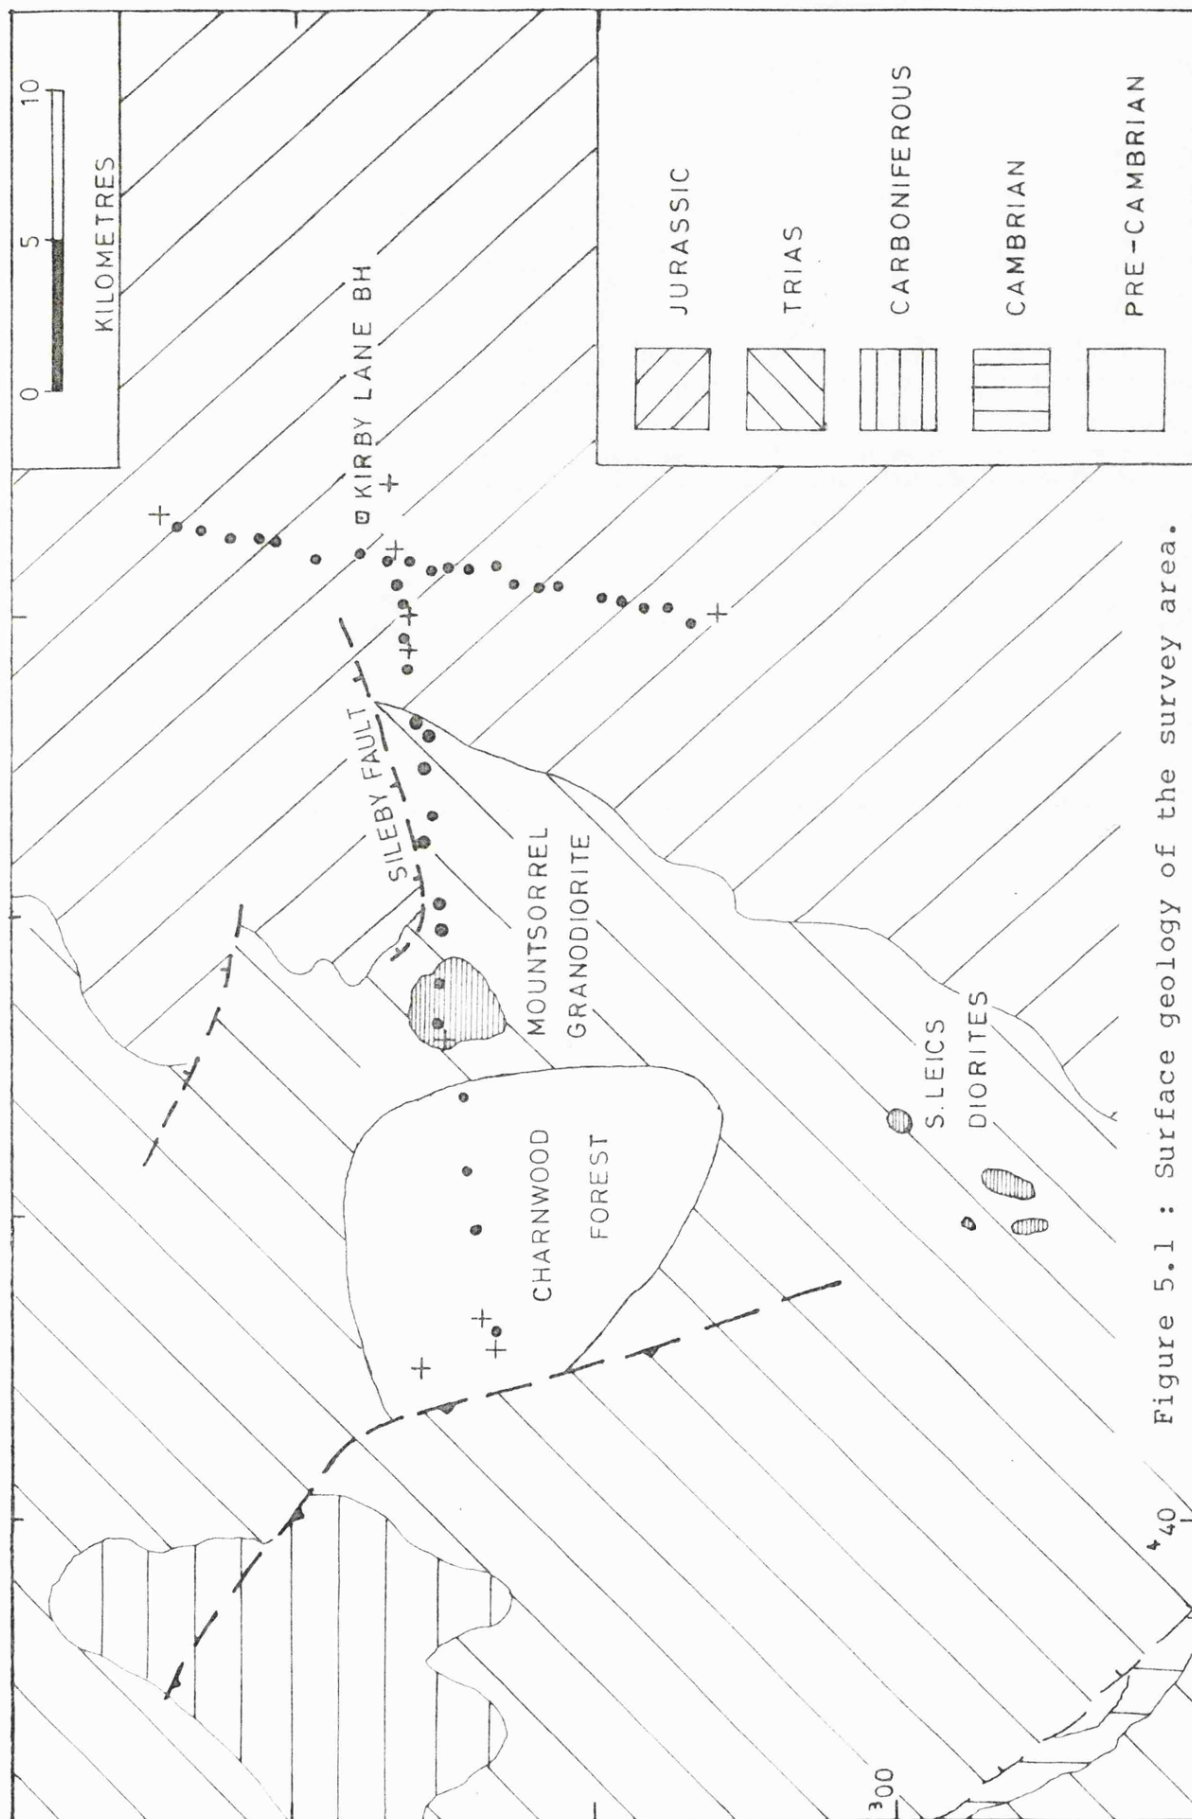 0 5 10
KILOMETRES
KIRBY LANE BH
SILEBY FAULT
MOUNTSORREL
GRANODIORITE
CHARNWOOD
FOREST
S. LEICS
DIORITES
JURASSIC
TRIAS
CARBONIFEROUS
CAMBRIAN
PRE-CAMBRIAN
³00
⁴40
Figure 5.1 : Surface geology of the survey area.